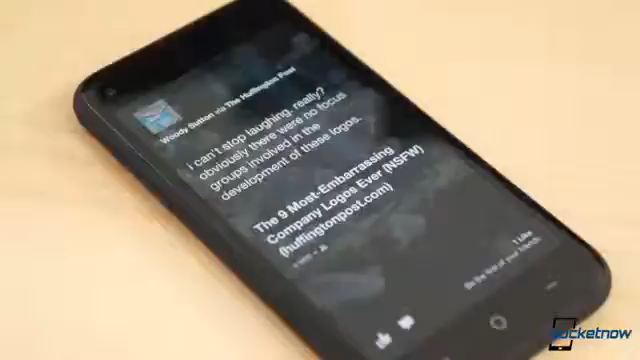 Woody Sutton via The Huffington Post
i can't stop laughing. really?
obviously there were no focus
groups involved in the
development of these logos.
The 9 Most-Embarrassing
Company Logos Ever (NSFW)
(huffingtonpost.com)
1 Like
Be the first of your friends
pocketnow